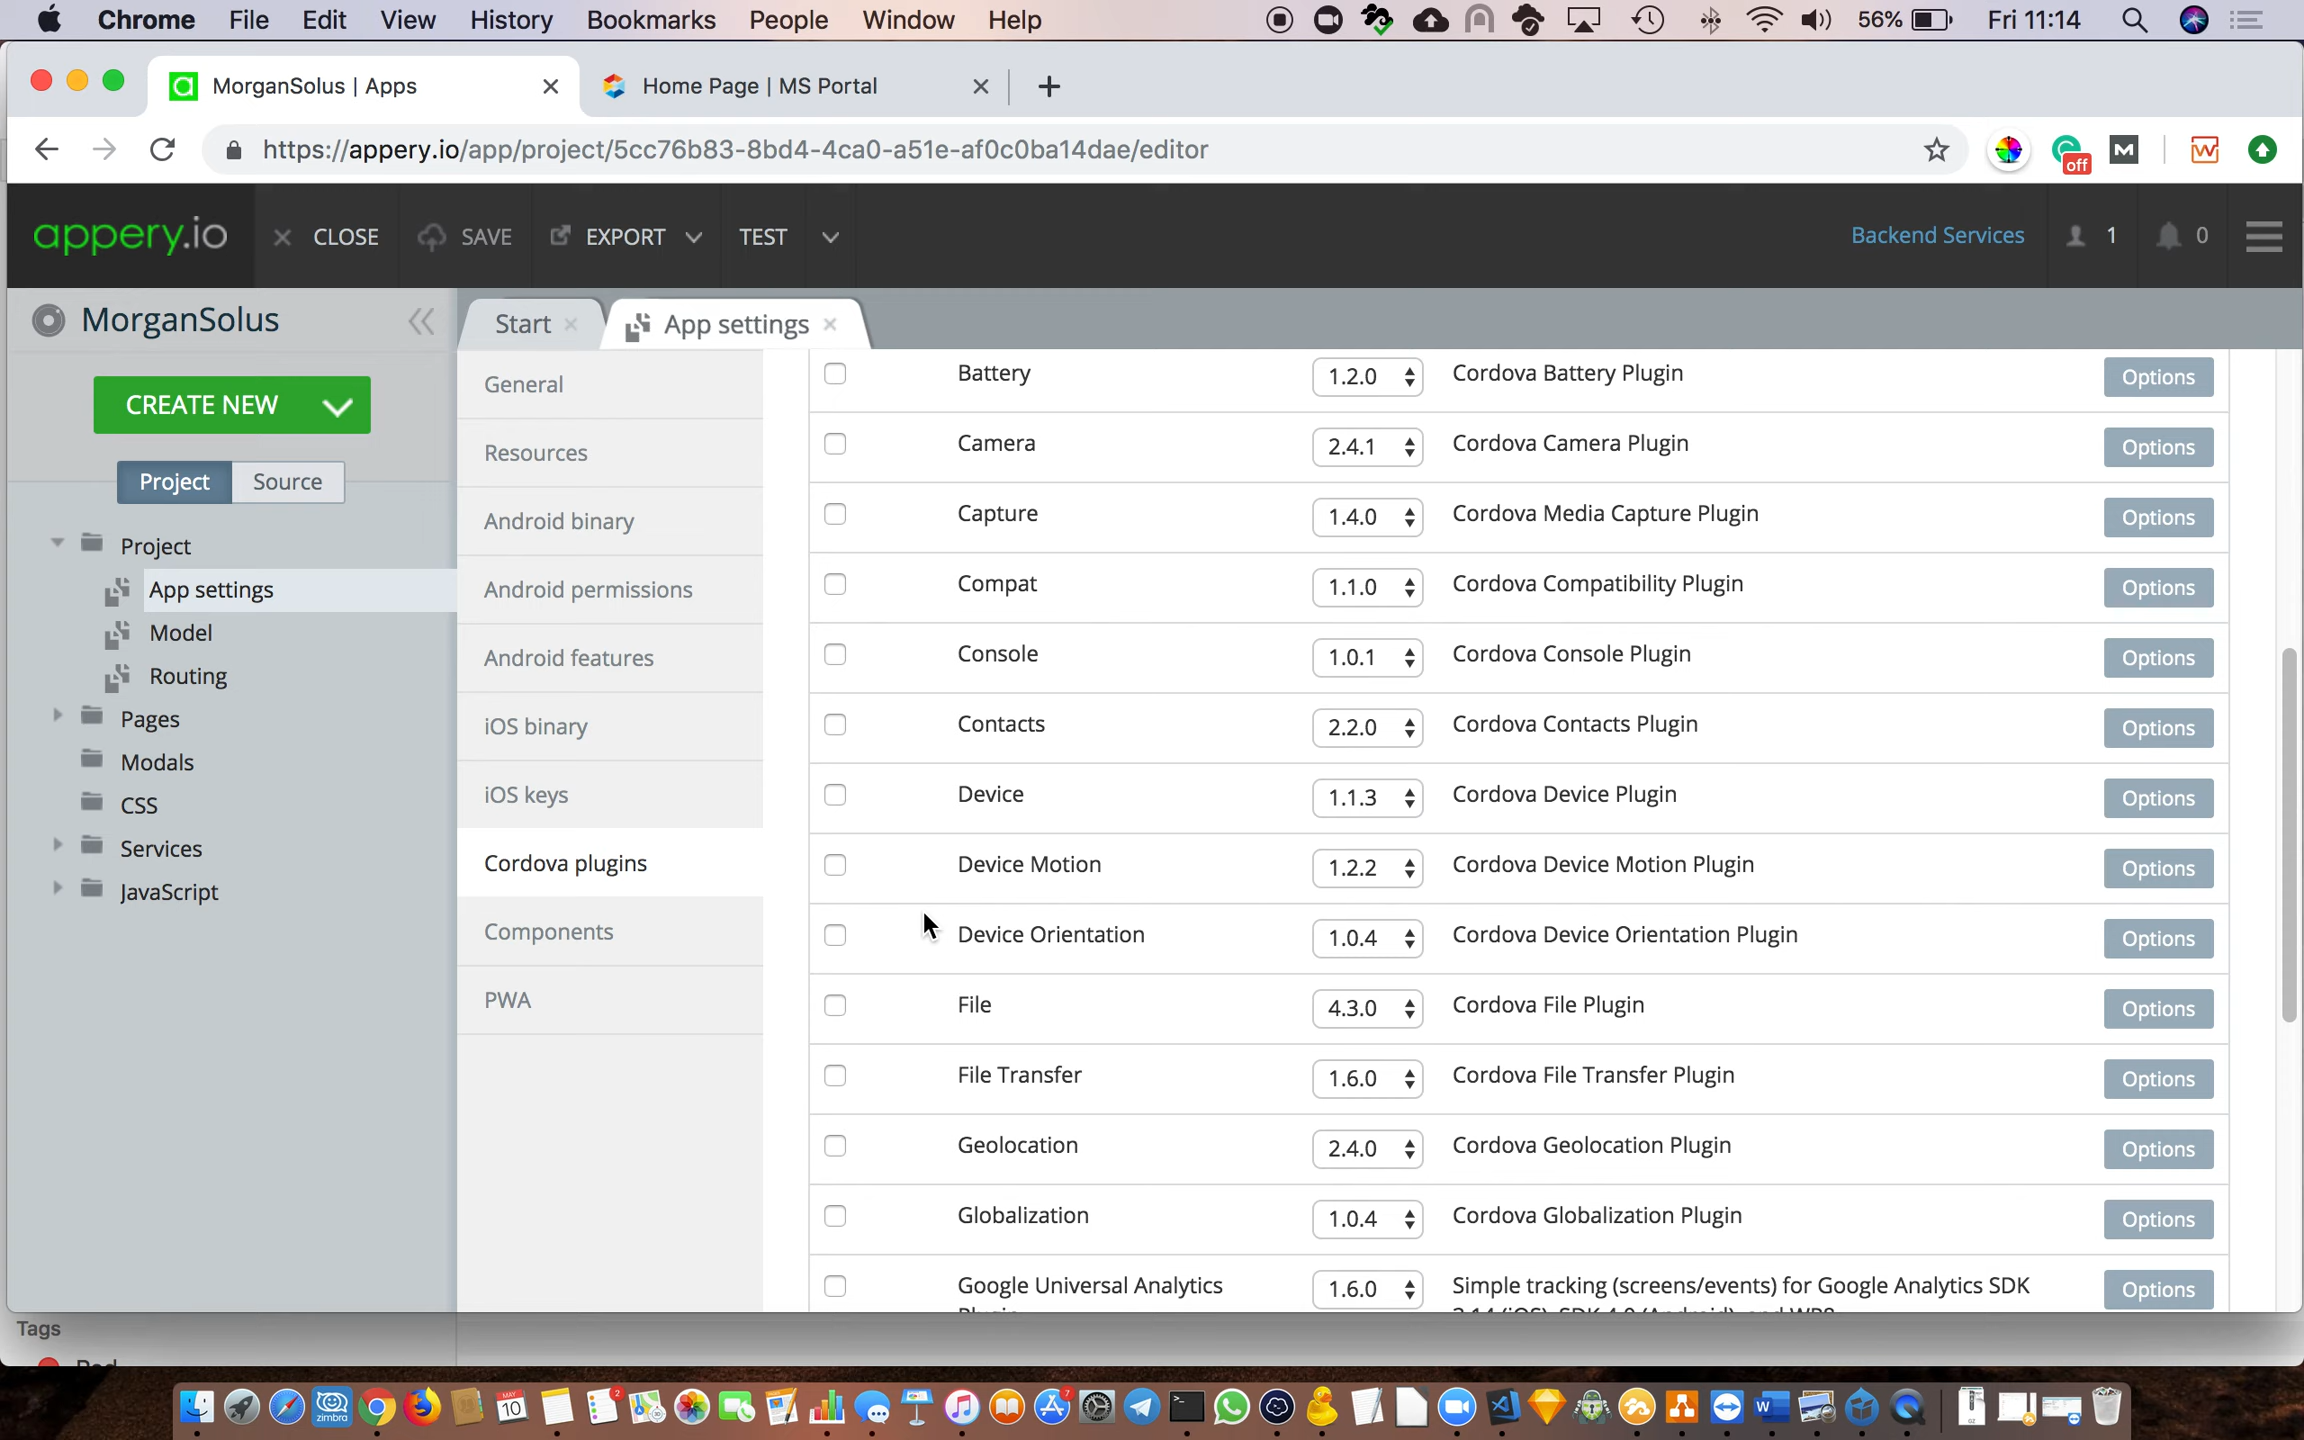 Chrome File Edit View History Bookmarks People Window Help 56% Fri 11:14
MorganSolus | Apps Home Page | MS Portal
https://appery.io/app/project/5cc76b83-8bd4-4ca0-a51e-af0c0ba14dae/editor off
appery.io CLOSE SAVE EXPORT TEST Backend Services 1 0
MorganSolus
Start App settings
CREATE NEW
Project Source
Project
App settings
Model
Routing
Pages
Modals
CSS
Services
JavaScript
General
Resources
Android binary
Android permissions
Android features
iOS binary
iOS keys
Cordova plugins
Components
PWA
Battery 1.2.0 Cordova Battery Plugin Options
Camera 2.4.1 Cordova Camera Plugin Options
Capture 1.4.0 Cordova Media Capture Plugin Options
Compat 1.1.0 Cordova Compatibility Plugin Options
Console 1.0.1 Cordova Console Plugin Options
Contacts 2.2.0 Cordova Contacts Plugin Options
Device 1.1.3 Cordova Device Plugin Options
Device Motion 1.2.2 Cordova Device Motion Plugin Options
Device Orientation 1.0.4 Cordova Device Orientation Plugin Options
File 4.3.0 Cordova File Plugin Options
File Transfer 1.6.0 Cordova File Transfer Plugin Options
Geolocation 2.4.0 Cordova Geolocation Plugin Options
Globalization 1.0.4 Cordova Globalization Plugin Options
Google Universal Analytics 1.6.0 Simple tracking (screens/events) for Google Analytics SDK Options
Tags
zimbra MAY 10 2 7 W